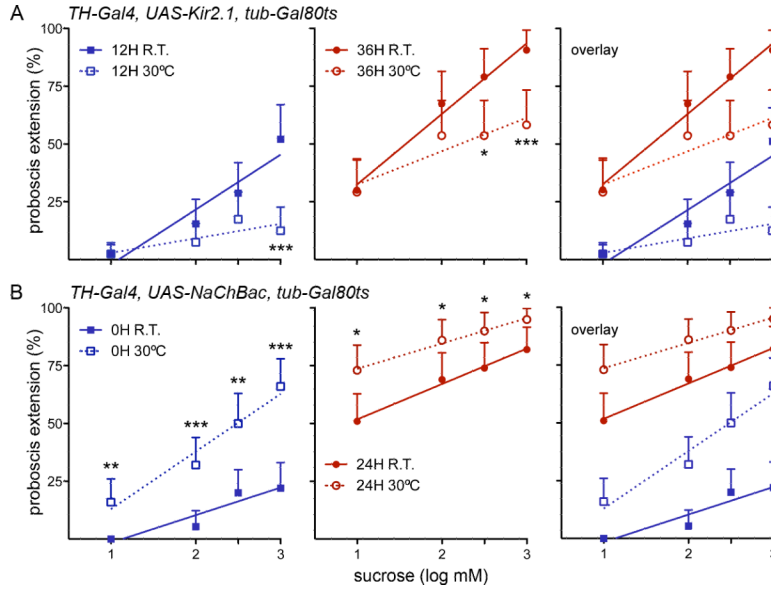 A TH-Gal4, UAS-Kir2.1, tub-Gal80ts
proboscis extension (%)
100
75
50
25
12H R.T.
12H 30ºC
***
36H R.T.
36H 30ºC
*
***
overlay
B TH-Gal4, UAS-NaChBac, tub-Gal80ts
proboscis extension (%)
100
75
50
25
0H R.T.
0H 30ºC
**
***
**
***
1 2 3
*
*
*
*
24H R.T.
24H 30ºC
1 2 3
overlay
1 2
sucrose (log mM)